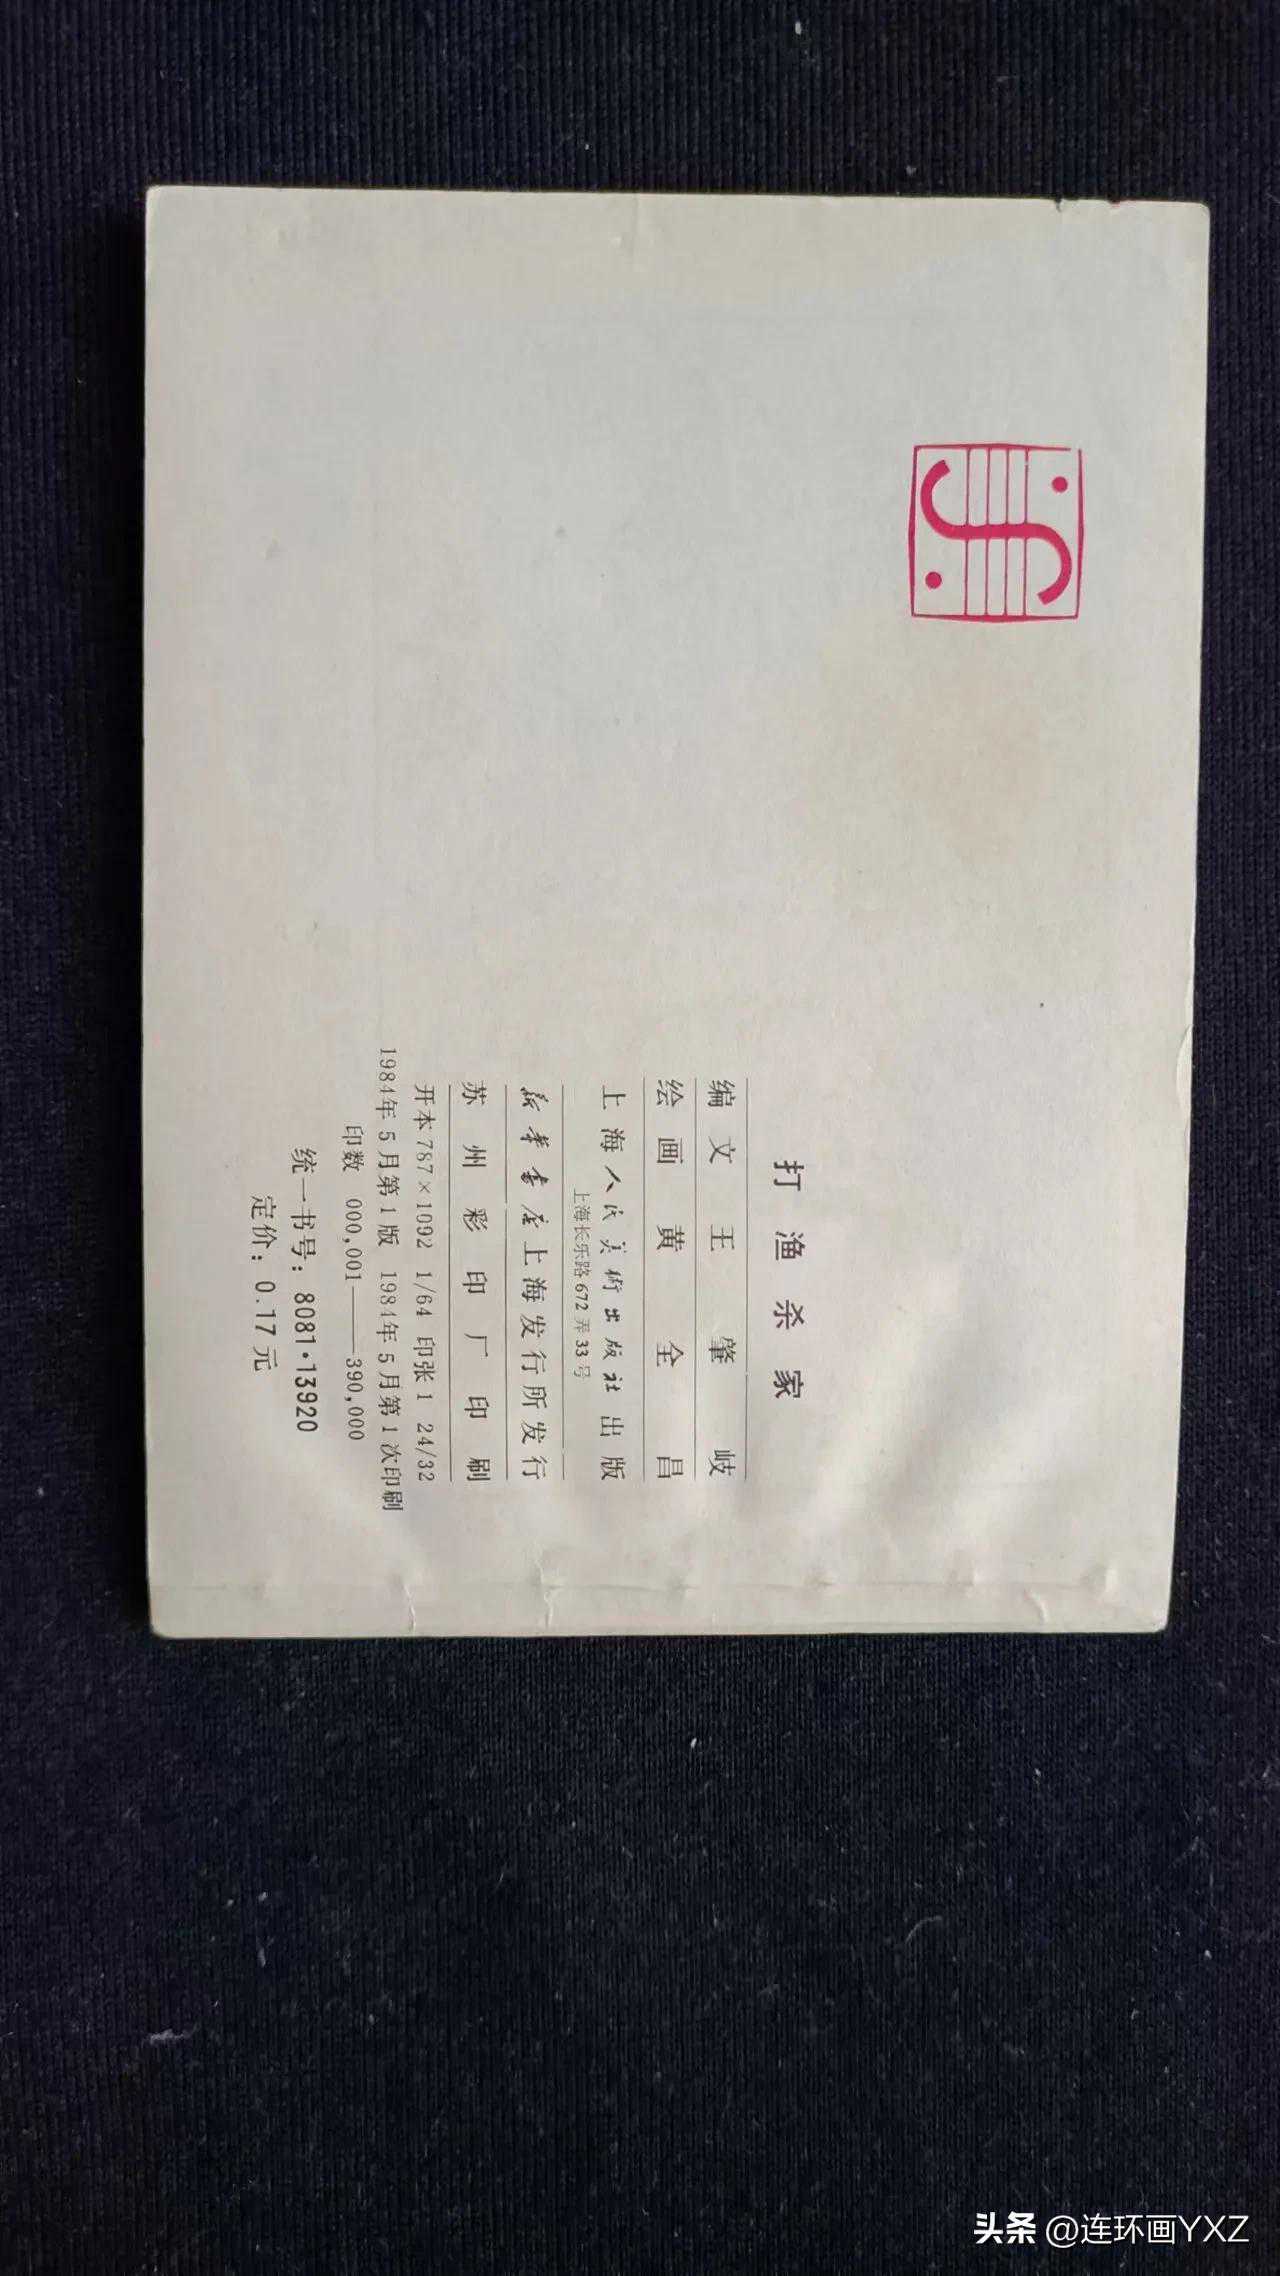 打渔杀家
编文 王肇岐
绘画 黄全昌
上海人民美術出版社出版
上海长乐路672弄33号
新华书店上海发行所发行
苏州彩印厂印刷
开本787×1092 1/64 印张1 24/32
1984年5月第1版 1984年5月第1次印刷
印数 000,001——390,000
统一书号：8081·13920
定价：0.17元
头条 @连环画YXZ